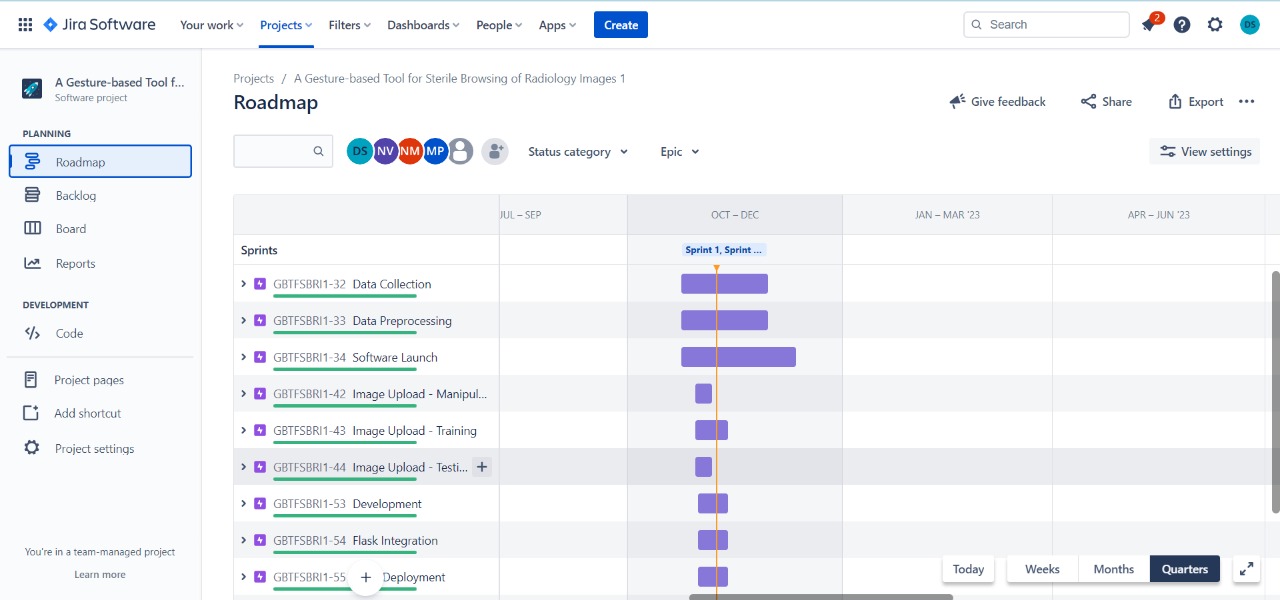 Jira Software
Your work
Projects
Filters
Dashboards
People
Apps
Create
Search
2
DS
A Gesture-based Tool f...
Software project
PLANNING
Roadmap
Backlog
Board
Reports
DEVELOPMENT
Code
Project pages
Add shortcut
Project settings
You're in a team-managed project
Learn more
Projects / A Gesture-based Tool for Sterile Browsing of Radiology Images 1
Roadmap
Give feedback
Share
Export
DS NV NM MP
Status category
Epic
View settings
JUL – SEP
OCT – DEC
JAN – MAR '23
APR – JUN '23
Sprints
Sprint 1, Sprint ...
GBTFSBRI1-32 Data Collection
GBTFSBRI1-33 Data Preprocessing
GBTFSBRI1-34 Software Launch
GBTFSBRI1-42 Image Upload - Manipul...
GBTFSBRI1-43 Image Upload - Training
GBTFSBRI1-44 Image Upload - Testi...
GBTFSBRI1-53 Development
GBTFSBRI1-54 Flask Integration
GBTFSBRI1-55 Deployment
Today
Weeks
Months
Quarters